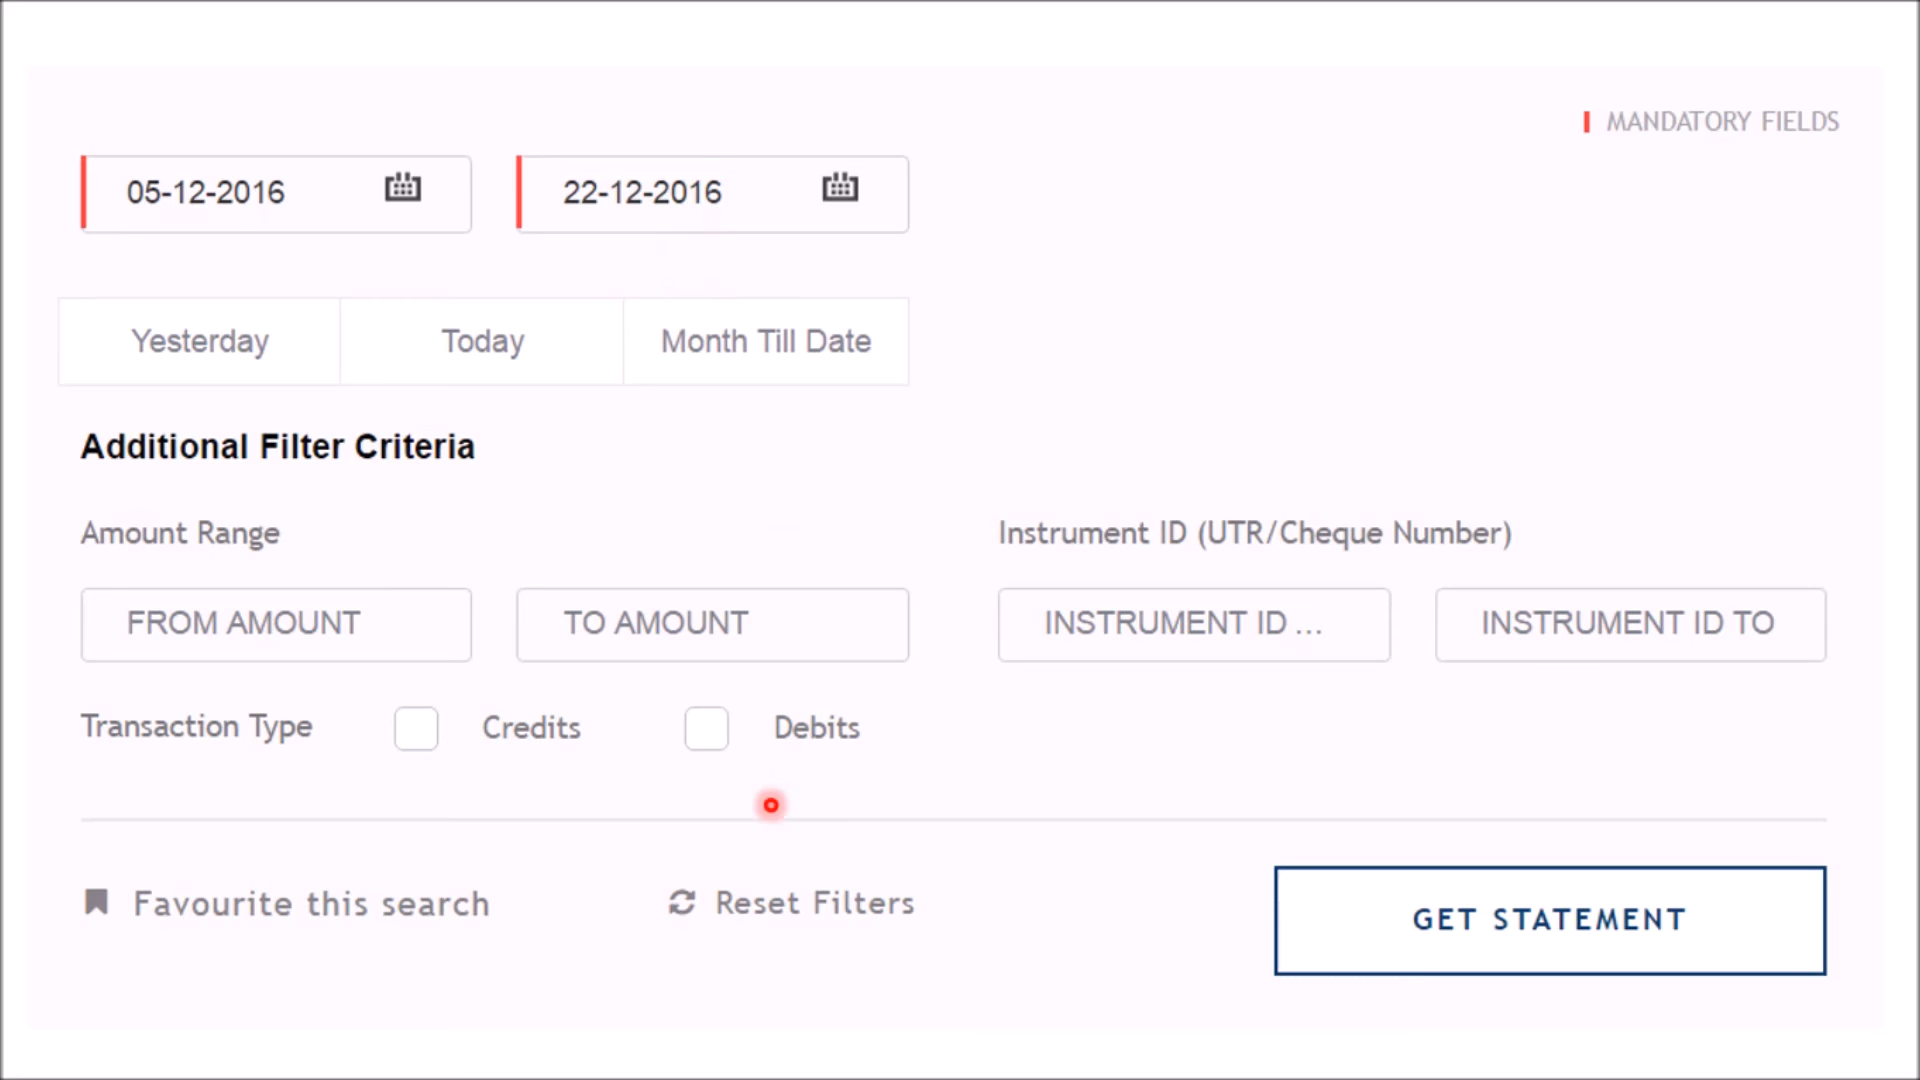 MANDATORY FIELDS
05-12-2016 22-12-2016
Yesterday Today Month Till Date
Additional Filter Criteria
Amount Range Instrument ID (UTR/Cheque Number)
FROM AMOUNT TO AMOUNT INSTRUMENT ID ... INSTRUMENT ID TO
Transaction Type Credits Debits
Favourite this search Reset Filters GET STATEMENT